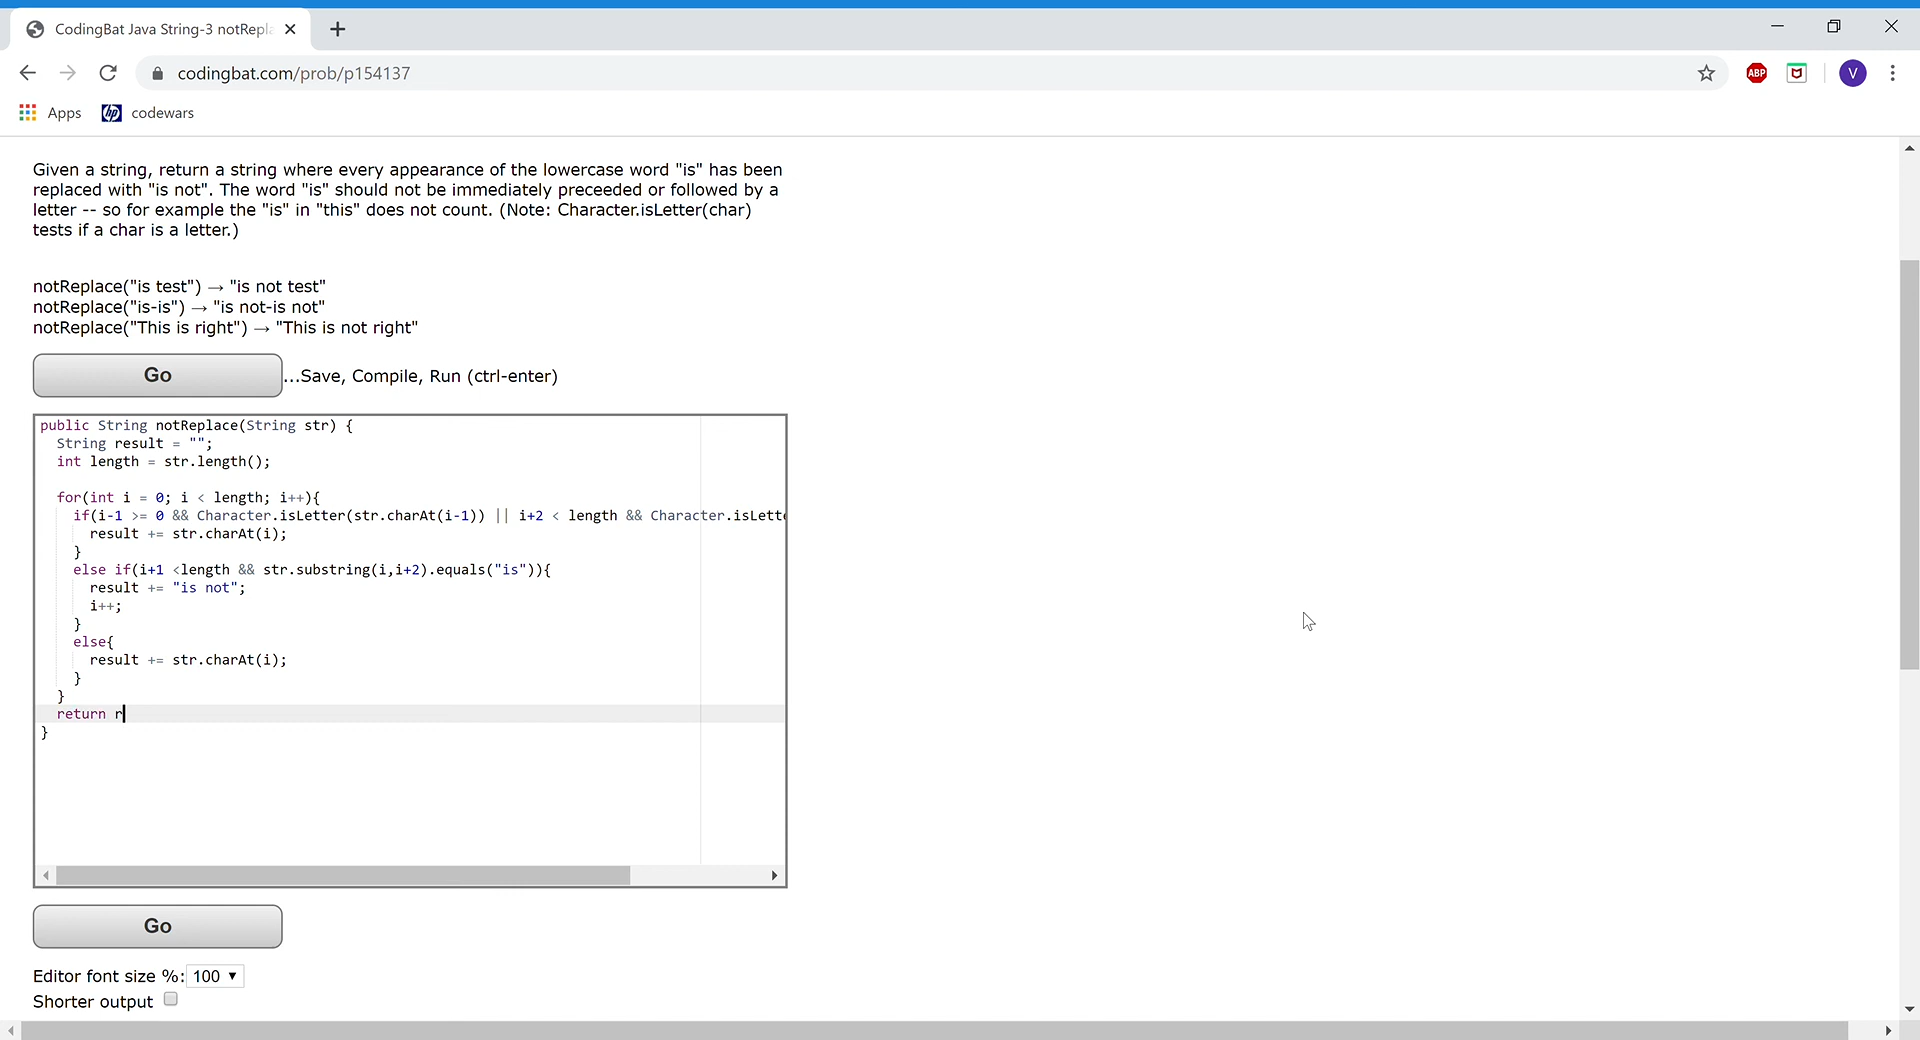 CodingBat Java String-3 notRepla
codingbat.com/prob/p154137
ABP
V
Apps
hp
codewars
Given a string, return a string where every appearance of the lowercase word "is" has been
replaced with "is not". The word "is" should not be immediately preceeded or followed by a
letter -- so for example the "is" in "this" does not count. (Note: Character.isLetter(char)
tests if a char is a letter.)
notReplace("is test") → "is not test"
notReplace("is-is") → "is not-is not"
notReplace("This is right") → "This is not right"
Go
...Save, Compile, Run (ctrl-enter)
public String notReplace(String str) {
String result = "";
int length = str.length();
for(int i = 0; i < length; i++){
if(i-1 >= 0 && Character.isLetter(str.charAt(i-1)) || i+2 < length && Character.isLette
result += str.charAt(i);
}
else if(i+1 <length && str.substring(i,i+2).equals("is")){
result += "is not";
i++;
}
else{
result += str.charAt(i);
}
}
return r
}
Go
Editor font size %: 100
Shorter output